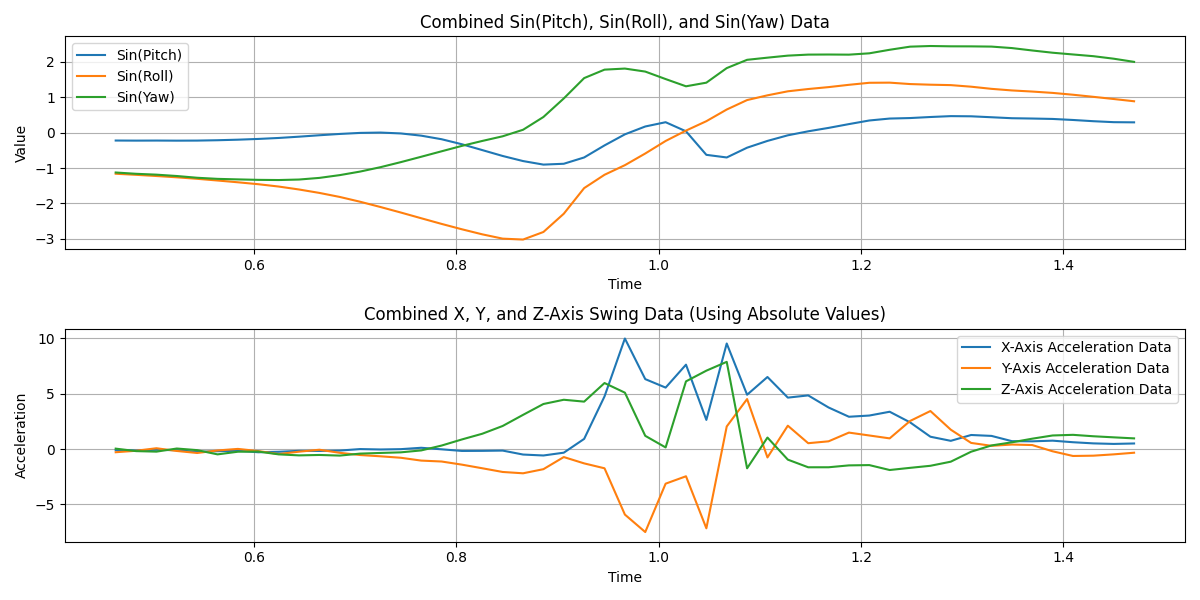 Combined Sin(Pitch), Sin(Roll), and Sin(Yaw) Data
Sin(Pitch)
Sin(Roll)
Sin(Yaw)
Value
2
1
0
−1
−2
−3
0.6
0.8
1.0
1.2
1.4
Time
Combined X, Y, and Z-Axis Swing Data (Using Absolute Values)
X-Axis Acceleration Data
Y-Axis Acceleration Data
Z-Axis Acceleration Data
Acceleration
10
5
0
−5
0.6
0.8
1.0
1.2
1.4
Time